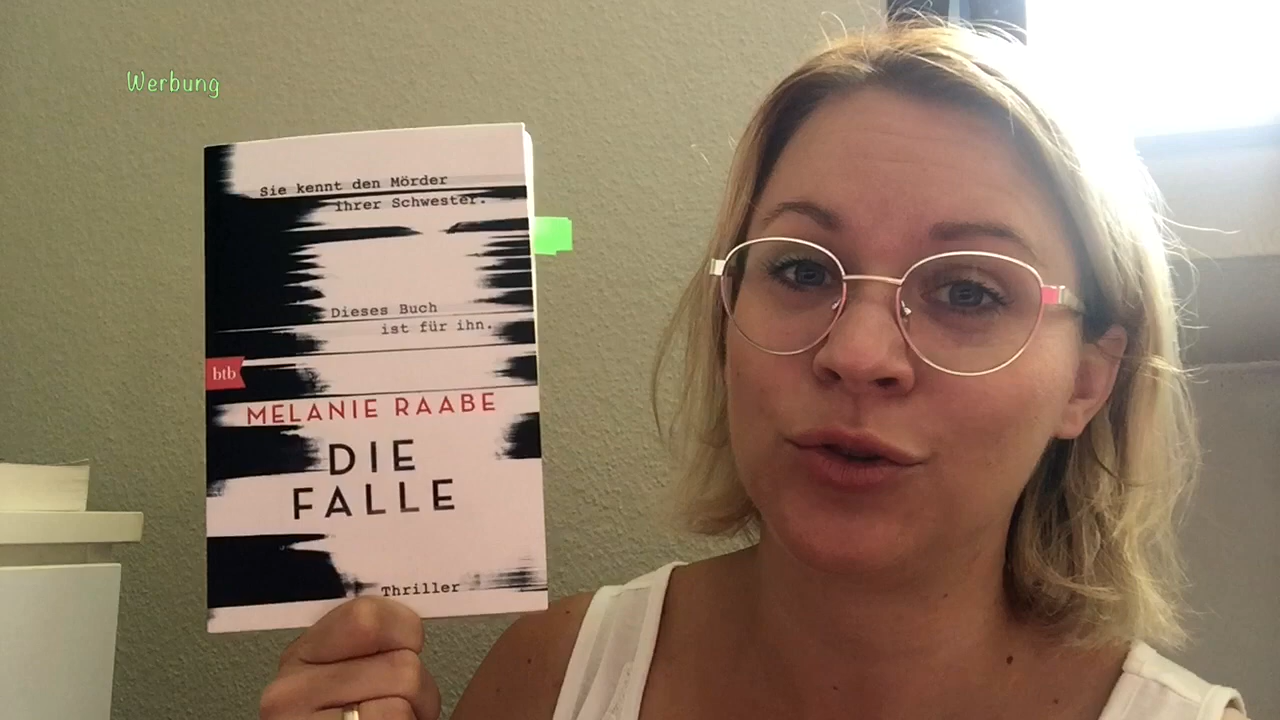 Werbung
Sie kennt den Mörder
ihrer Schwester.
Dieses Buch
ist für ihn.
btb
MELANIE RAABE
DIE
FALLE
Thriller